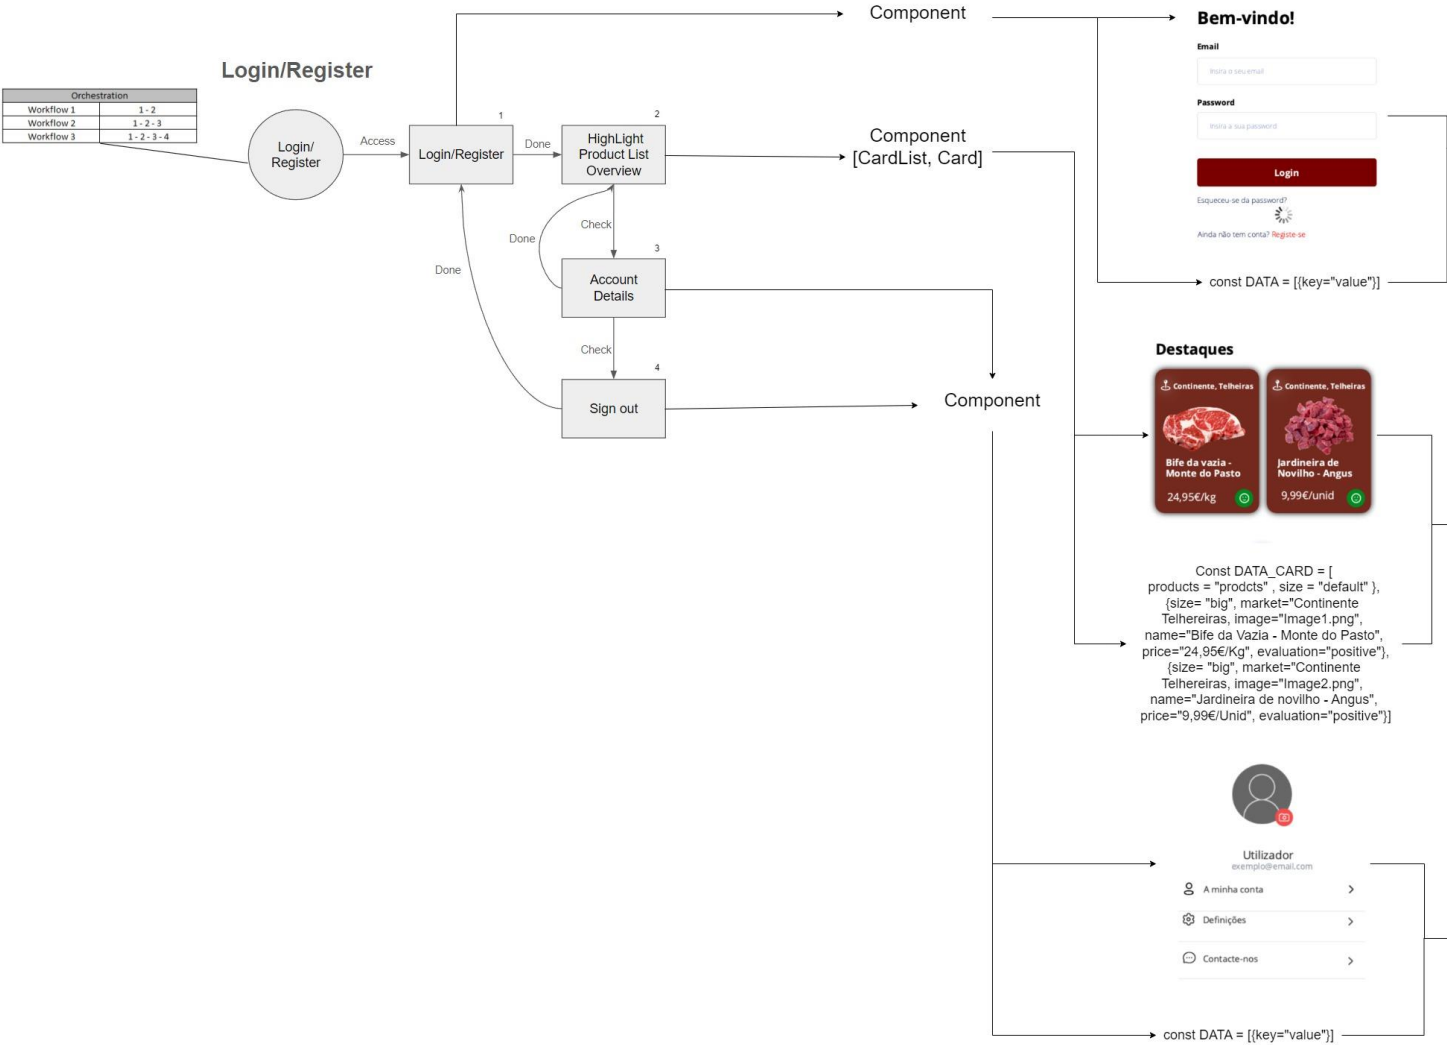 Login/Register
Orchestration
Workflow 1 1 - 2
Workflow 2 1 - 2 - 3
Workflow 3 1 - 2 - 3 - 4
Login/
Register
Access
1
Login/Register
Done
2
HighLight
Product List
Overview
Check
Done
3
Account
Details
Done
Check
4
Sign out
Component
Component
[CardList, Card]
Component
Bem-vindo!
Email
Insira o seu email
Password
Insira a sua password
Login
Esqueceu-se da password?
Ainda não tem conta? Registe-se
const DATA = [{key="value"}]
Destaques
Continente, Telheiras
Bife da vazia -
Monte do Pasto
24,95€/kg
Continente, Telheiras
Jardineira de
Novilho - Angus
9,99€/unid
Const DATA_CARD = [
products = "prodcts" , size = "default" },
{size= "big", market="Continente
Telhereiras, image="Image1.png",
name="Bife da Vazia - Monte do Pasto",
price="24,95€/Kg", evaluation="positive"},
{size= "big", market="Continente
Telhereiras, image="Image2.png",
name="Jardineira de novilho - Angus",
price="9,99€/Unid", evaluation="positive"}]
Utilizador
exemplo@email.com
A minha conta
Definições
Contacte-nos
const DATA = [{key="value"}]